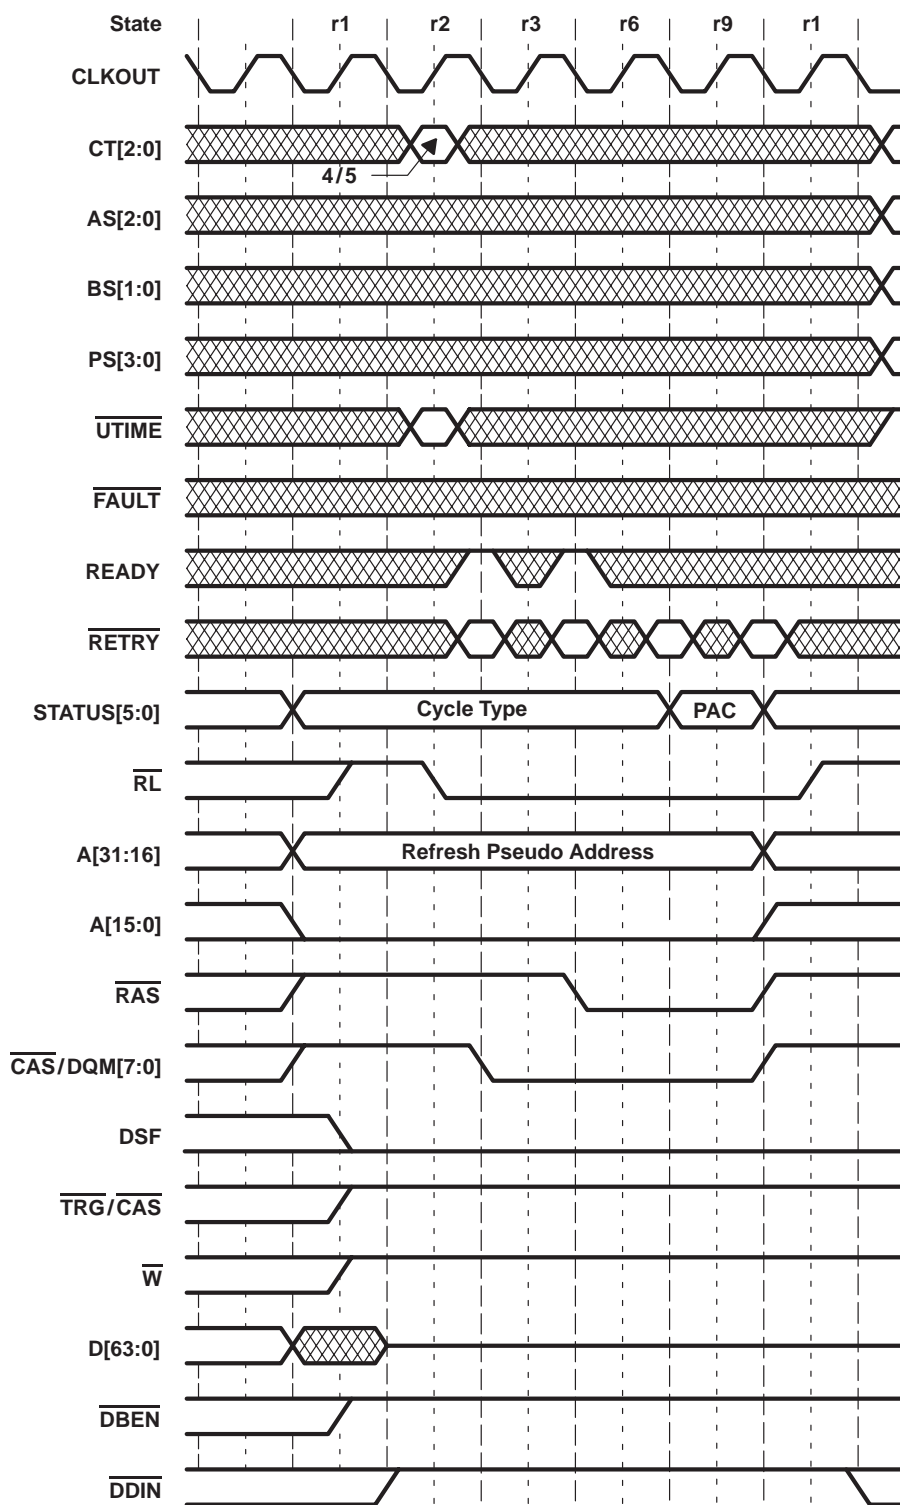 State r1 r2 r3 r6 r9 r1
CLKOUT
CT[2:0]
4/5
AS[2:0]
BS[1:0]
PS[3:0]
UTIME
FAULT
READY
RETRY
STATUS[5:0] Cycle Type PAC
RL
A[31:16] Refresh Pseudo Address
A[15:0]
RAS
CAS/DQM[7:0]
DSF
TRG/CAS
W
D[63:0]
DBEN
DDIN